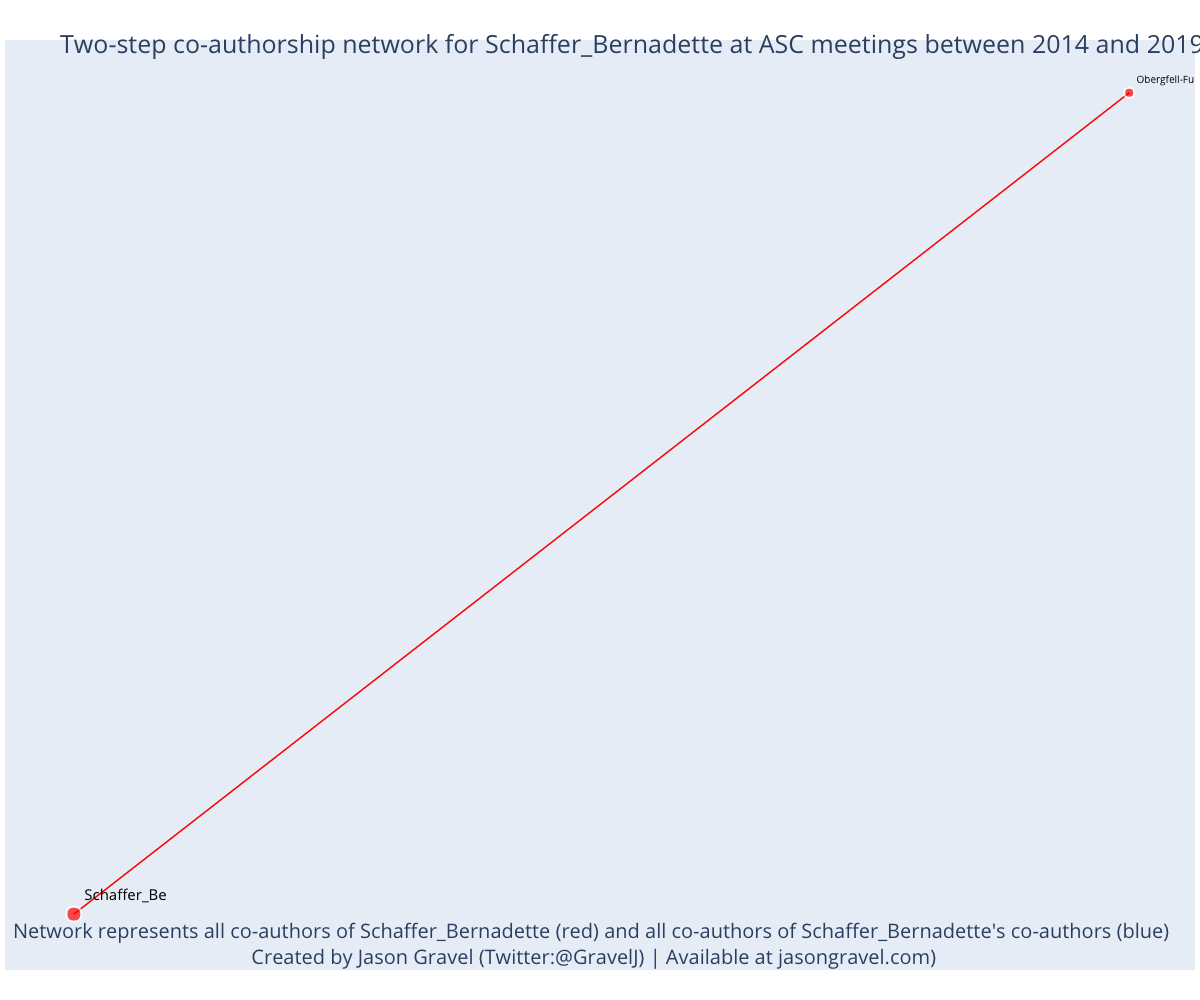 Two-step co-authorship network for Schaffer_Bernadette at ASC meetings between 2014 and 2019
Obergfell-Fu
Schaffer_Be
Network represents all co-authors of Schaffer_Bernadette (red) and all co-authors of Schaffer_Bernadette's co-authors (blue)
Created by Jason Gravel (Twitter:@GravelJ) | Available at jasongravel.com)